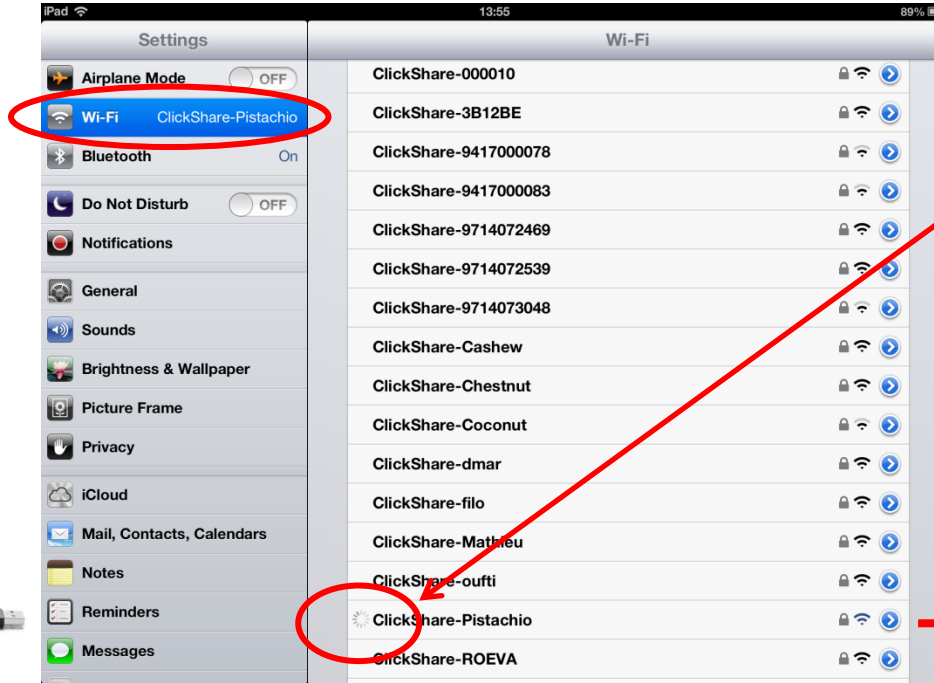 iPad 13:55 89%
Settings Wi-Fi
Airplane Mode OFF
Wi-Fi ClickShare-Pistachio
Bluetooth On
Do Not Disturb OFF
Notifications
General
Sounds
Brightness & Wallpaper
Picture Frame
Privacy
iCloud
Mail, Contacts, Calendars
Notes
Reminders
Messages
ClickShare-000010
ClickShare-3B12BE
ClickShare-9417000078
ClickShare-9417000083
ClickShare-9714072469
ClickShare-9714072539
ClickShare-9714073048
ClickShare-Cashew
ClickShare-Chestnut
ClickShare-Coconut
ClickShare-dmar
ClickShare-filo
ClickShare-Mathieu
ClickShare-oufti
ClickShare-Pistachio
ClickShare-ROEVA